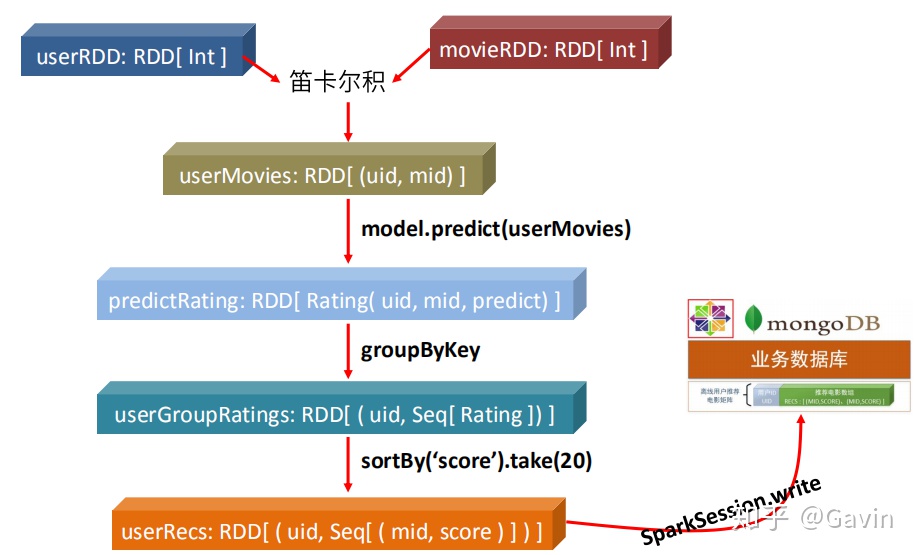 userRDD: RDD[ Int ]
movieRDD: RDD[ Int ]
笛卡尔积
userMovies: RDD[ (uid, mid) ]
model.predict(userMovies)
predictRating: RDD[ Rating( uid, mid, predict) ]
groupByKey
mongoDB
业务数据库
离线用户推荐
电影矩阵
用户ID
UID
推荐电影数组
RECS : [ (MID,SCORE), (MID,SCORE) ]
userGroupRatings: RDD[ ( uid, Seq[ Rating ]) ]
sortBy(‘score’).take(20)
userRecs: RDD[ ( uid, Seq[ ( mid, score ) ] ) ]
SparkSession.write
知乎 @Gavin